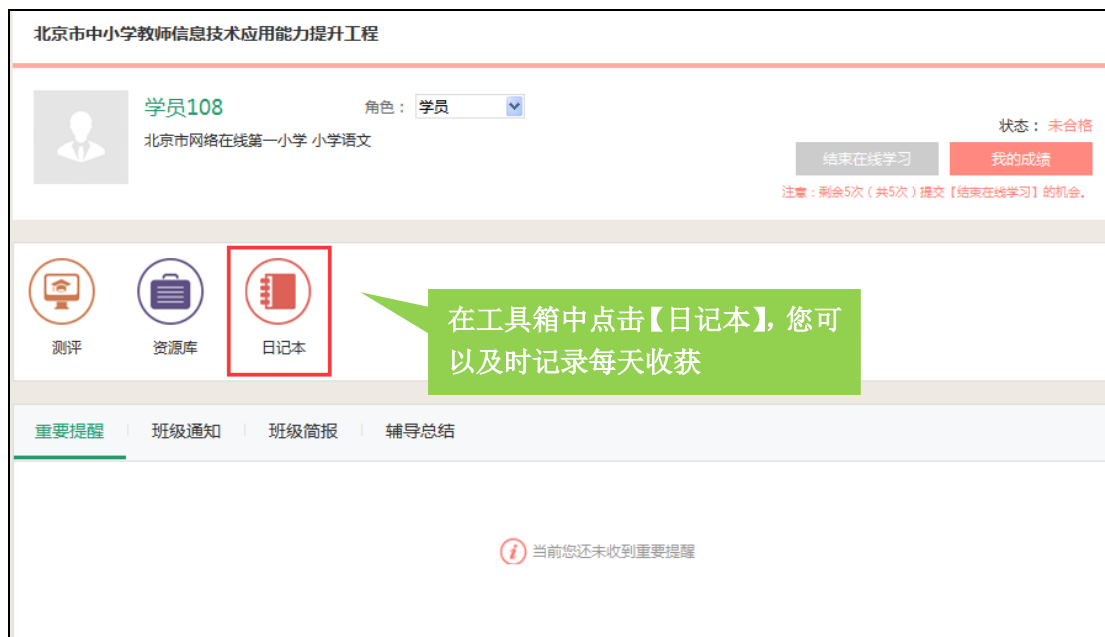 北京市中小学教师信息技术应用能力提升工程
学员108
角色： 学员
北京市网络在线第一小学 小学语文
状态： 未合格
结束在线学习 我的成绩
注意：剩余5次（共5次）提交【结束在线学习】的机会。
测评 资源库 日记本
在工具箱中点击【日记本】，您可
以及时记录每天收获
重要提醒 班级通知 班级简报 辅导总结
当前您还未收到重要提醒